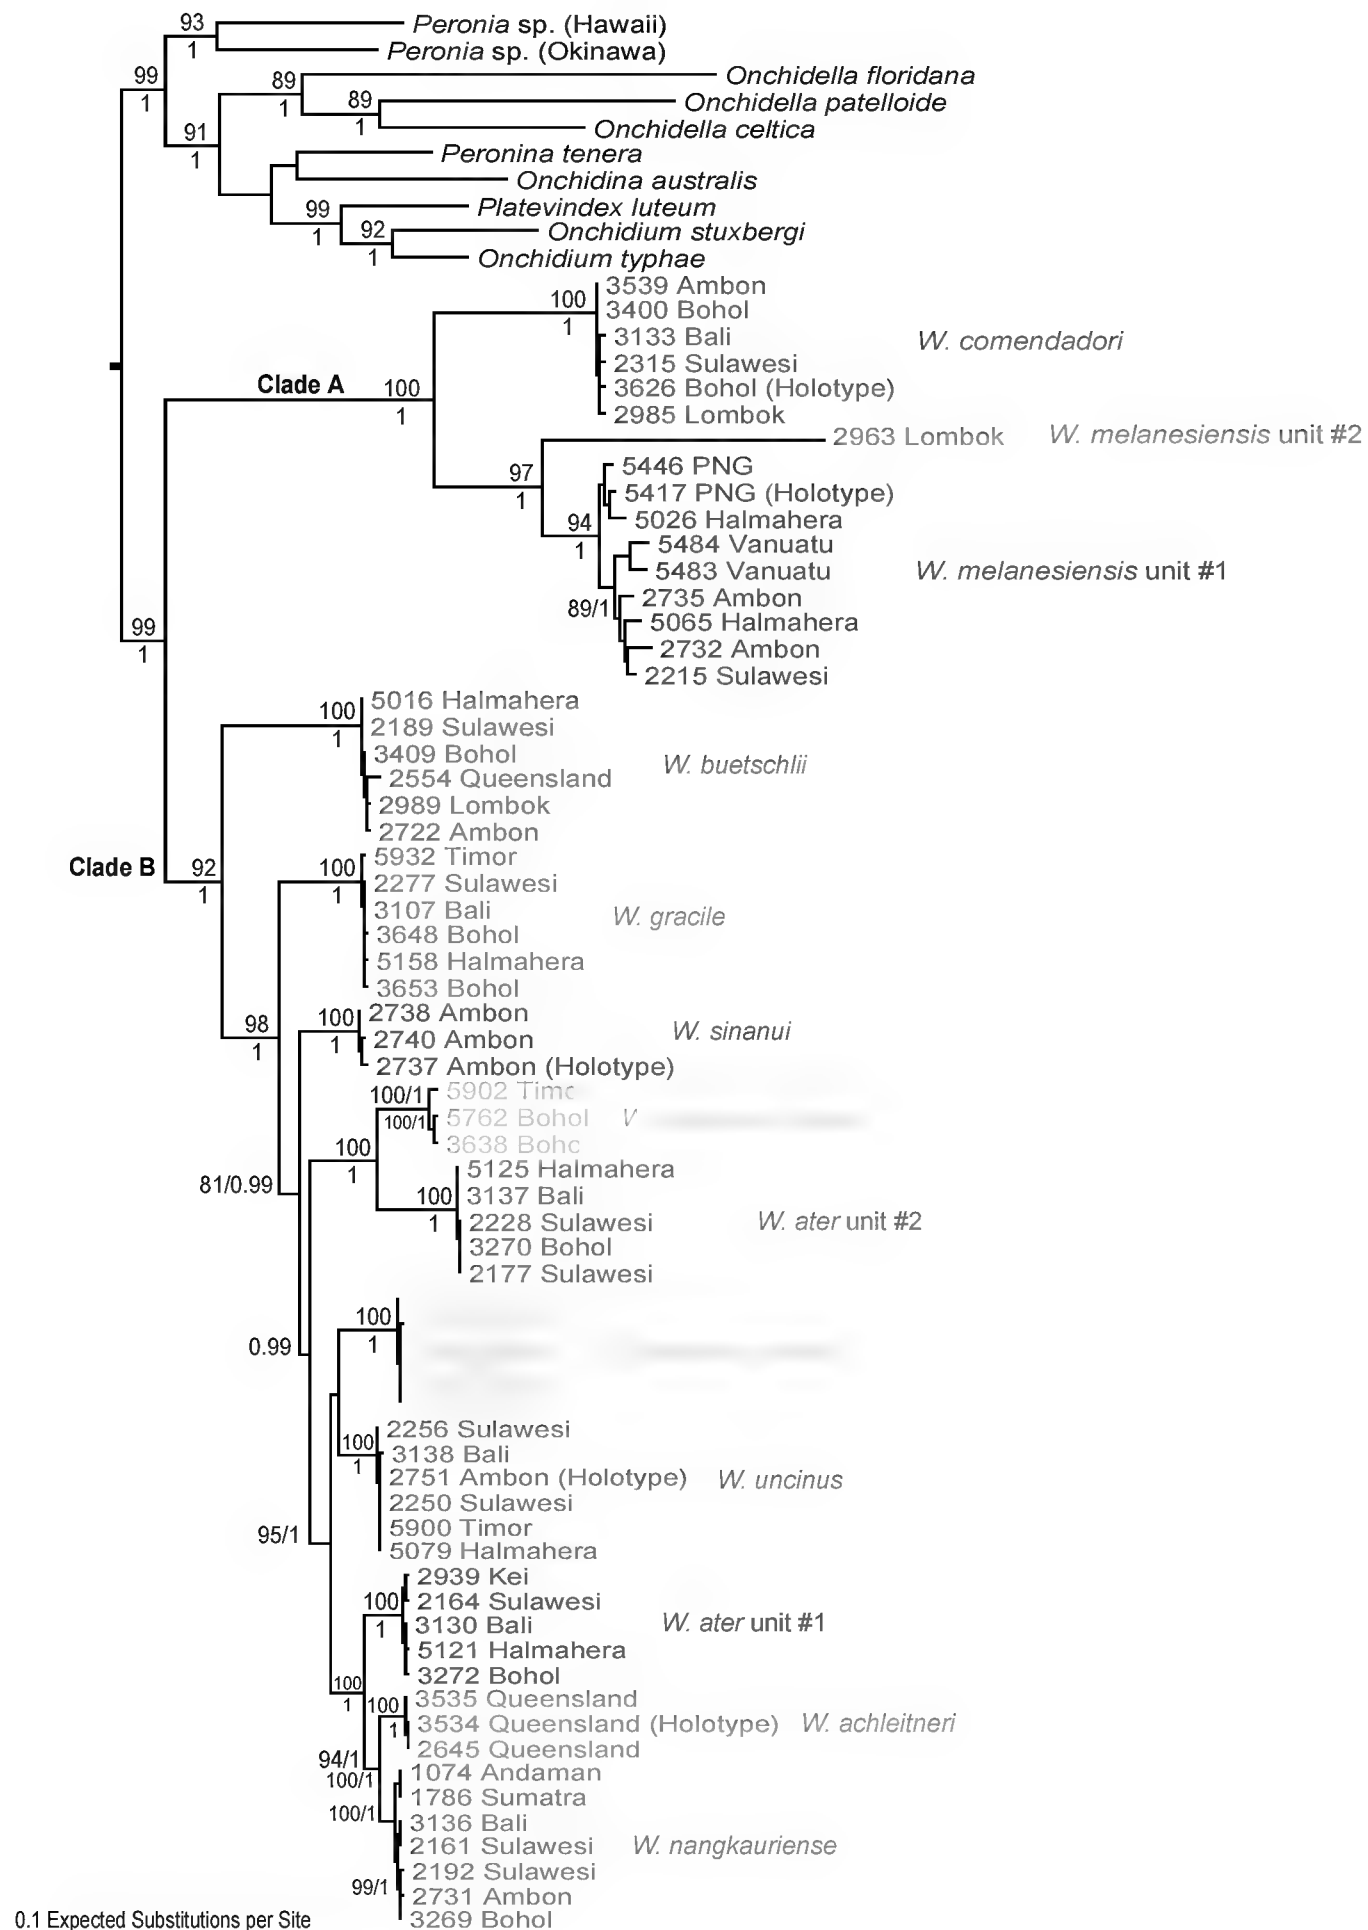 93
Peronia sp. (Hawaii)
1
Peronia sp. (Okinawa)
99
1
89
Onchidella floridana
1
89
Onchidella patelloide
1
Onchidella celtica
91
1
Peronina tenera
Onchidina australis
99
Platevindex luteum
1
92
Onchidium stuxbergi
1
Onchidium typhae
3539 Ambon
100
3400 Bohol
1
3133 Bali
W. comendadori
2315 Sulawesi
3626 Bohol (Holotype)
2985 Lombok
Clade A
100
1
2963 Lombok
W. melanesiensis unit #2
97
1
5446 PNG
5417 PNG (Holotype)
94
5026 Halmahera
1
5484 Vanuatu
5483 Vanuatu
W. melanesiensis unit #1
89/1
2735 Ambon
5065 Halmahera
2732 Ambon
2215 Sulawesi
99
1
5016 Halmahera
100
2189 Sulawesi
1
3409 Bohol
W. buetschlii
2554 Queensland
2989 Lombok
2722 Ambon
Clade B
92
1
5932 Timor
100
2277 Sulawesi
1
3107 Bali
W. gracile
3648 Bohol
5158 Halmahera
3653 Bohol
98
1
2738 Ambon
100
2740 Ambon
W. sinanui
1
2737 Ambon (Holotype)
100/1
5902
100/1
5762 Bohol
3638
100
1
81/0.99
5125 Halmahera
100
3137 Bali
1
2228 Sulawesi
W. ater unit #2
3270 Bohol
2177 Sulawesi
100
1
0.99
2256 Sulawesi
100
3138 Bali
1
2751 Ambon (Holotype)
W. uncinus
2250 Sulawesi
5900 Timor
5079 Halmahera
95/1
2939 Kei
100
2164 Sulawesi
1
3130 Bali
W. ater unit #1
5121 Halmahera
3272 Bohol
100
1
100
3535 Queensland
1
3534 Queensland (Holotype)
W. achleitneri
2645 Queensland
94/1
100/1
1074 Andaman
1786 Sumatra
100/1
3136 Bali
2161 Sulawesi
W. nangkauriense
2192 Sulawesi
99/1
2731 Ambon
3269 Bohol
0.1 Expected Substitutions per Site